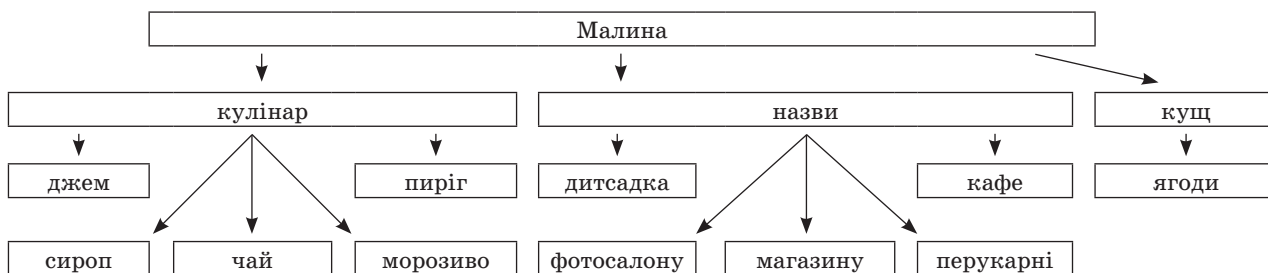 Малина
кулінар назви кущ
джем пиріг дитсадка кафе ягоди
сироп чай морозиво фотосалону магазину перукарні